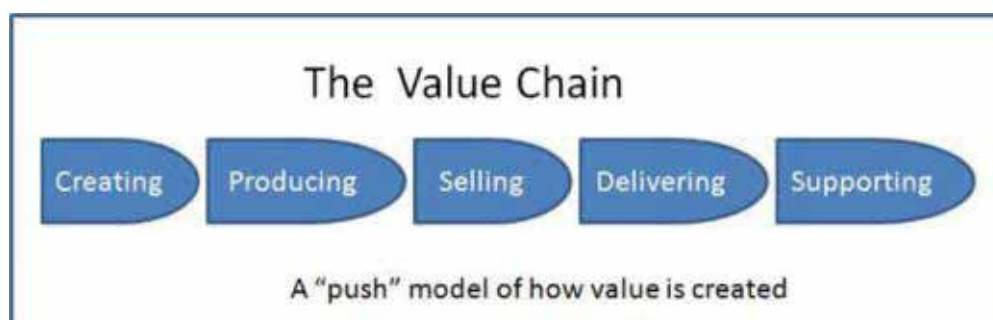 The Value Chain
Creating Producing Selling Delivering Supporting
A “push” model of how value is created